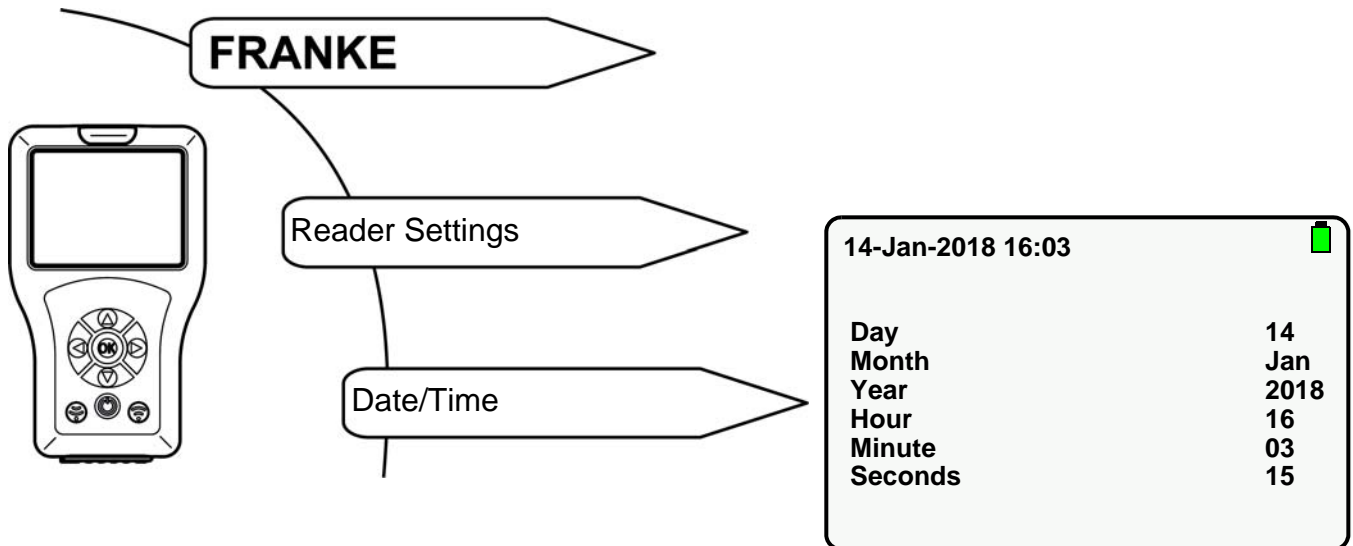 FRANKE
Reader Settings
Date/Time
OK
14-Jan-2018 16:03
Day 14
Month Jan
Year 2018
Hour 16
Minute 03
Seconds 15